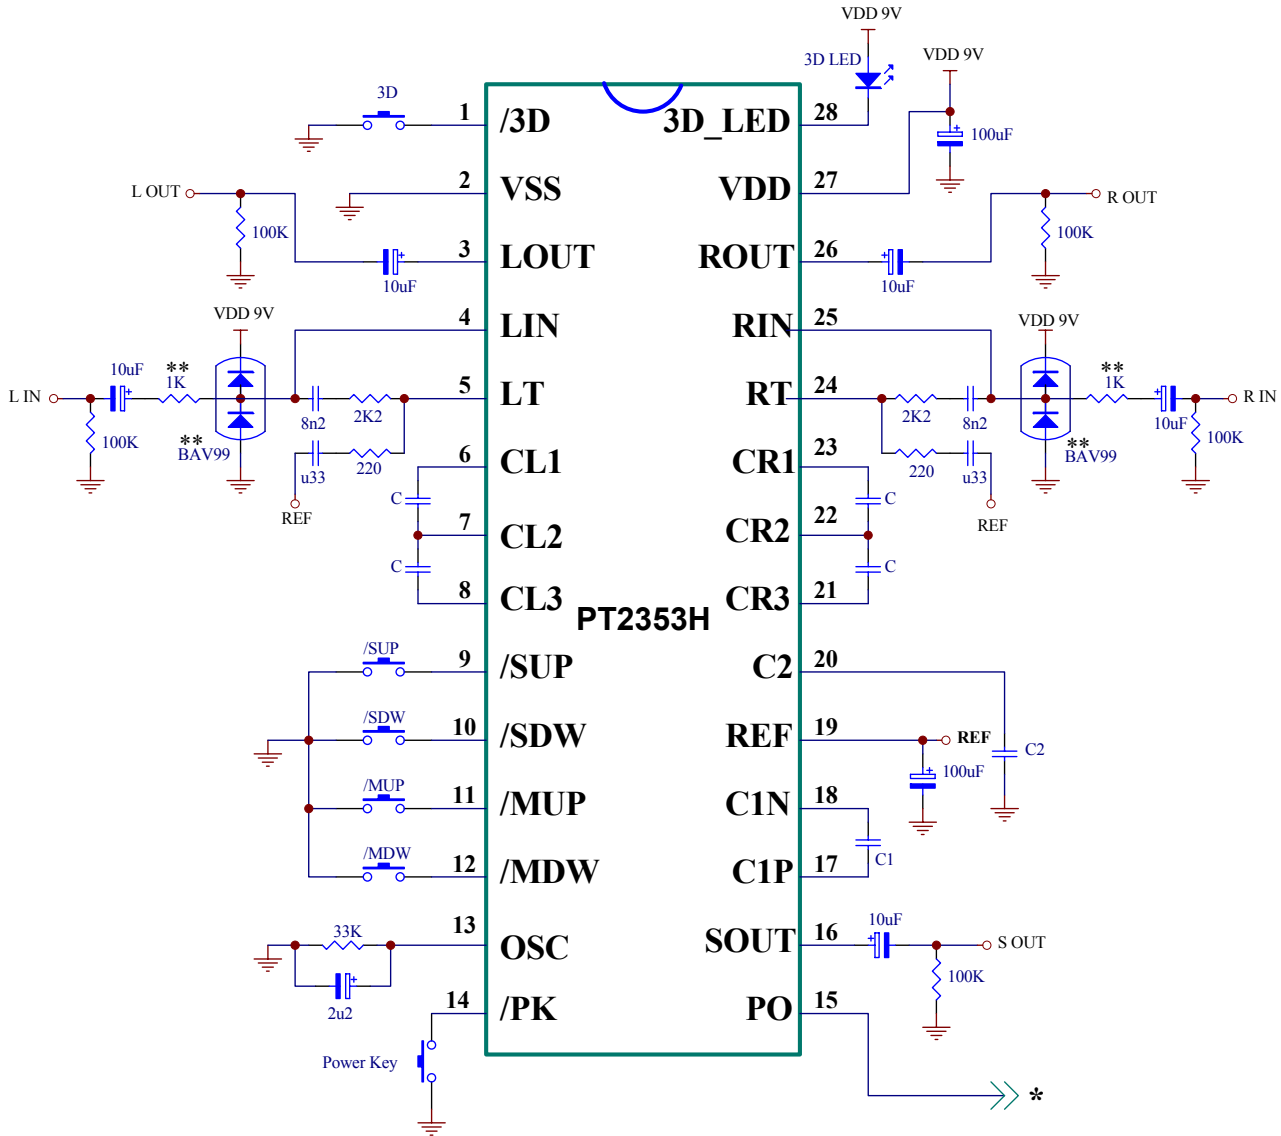 VDD 9V
3D LED
VDD 9V
3D
1
/3D
3D_LED
28
+
100uF
2
VSS
VDD
27
L OUT
R OUT
100K
100K
3
LOUT
ROUT
26
+
10uF
+
10uF
VDD 9V
4
LIN
RIN
25
VDD 9V
10uF
+
**
1K
L IN
5
LT
RT
24
**
1K
+
10uF
R IN
100K
**
BAV99
8n2
2K2
2K2
8n2
**
BAV99
100K
u33
220
220
u33
REF
REF
6
CL1
CR1
23
C
C
7
CL2
CR2
22
C
C
8
CL3
CR3
21
PT2353H
/SUP
9
/SUP
C2
20
/SDW
10
/SDW
REF
19
REF
C2
+
100uF
/MUP
11
/MUP
C1N
18
/MDW
12
/MDW
C1P
17
C1
33K
13
OSC
SOUT
16
10uF
+
S OUT
+
2u2
100K
14
/PK
PO
15
Power Key
*